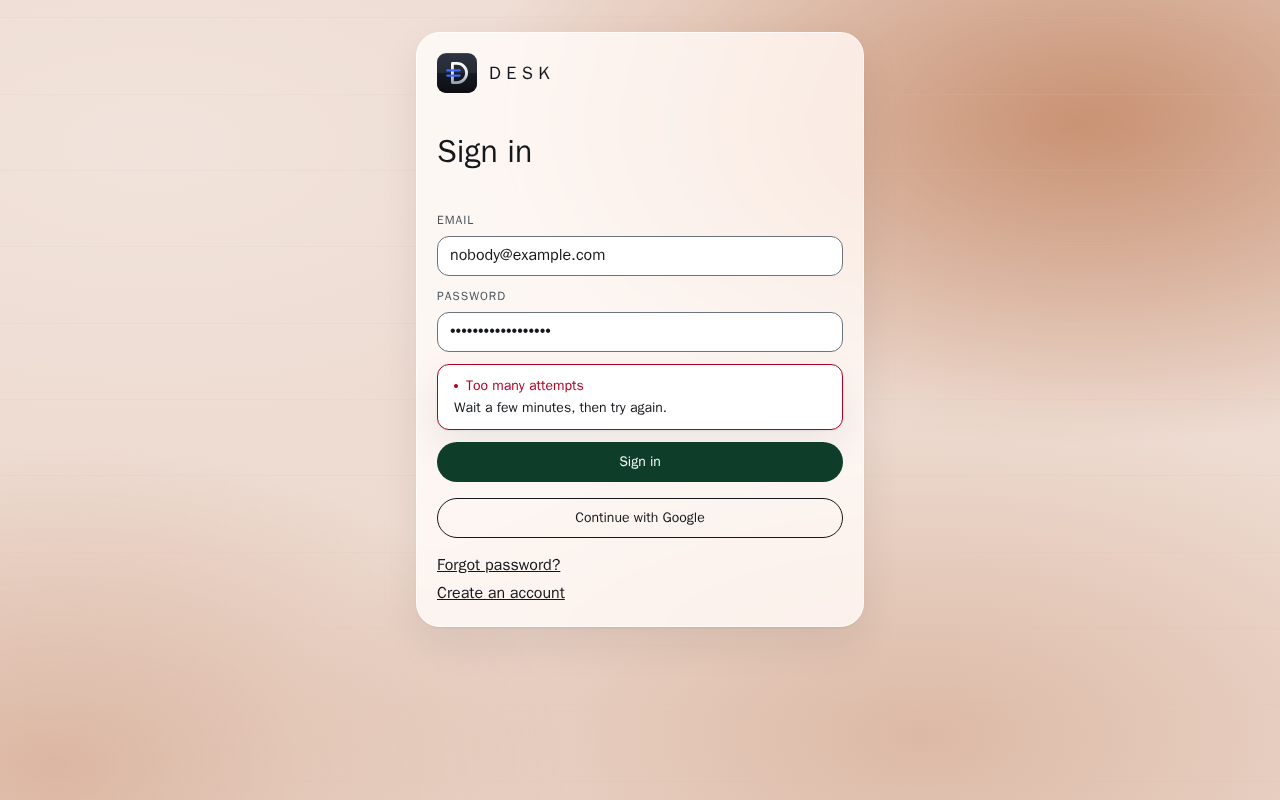 DESK
Sign in
EMAIL
nobody@example.com
PASSWORD
••••••••••••••••••
• Too many attempts
Wait a few minutes, then try again.
Sign in
Continue with Google
Forgot password?
Create an account